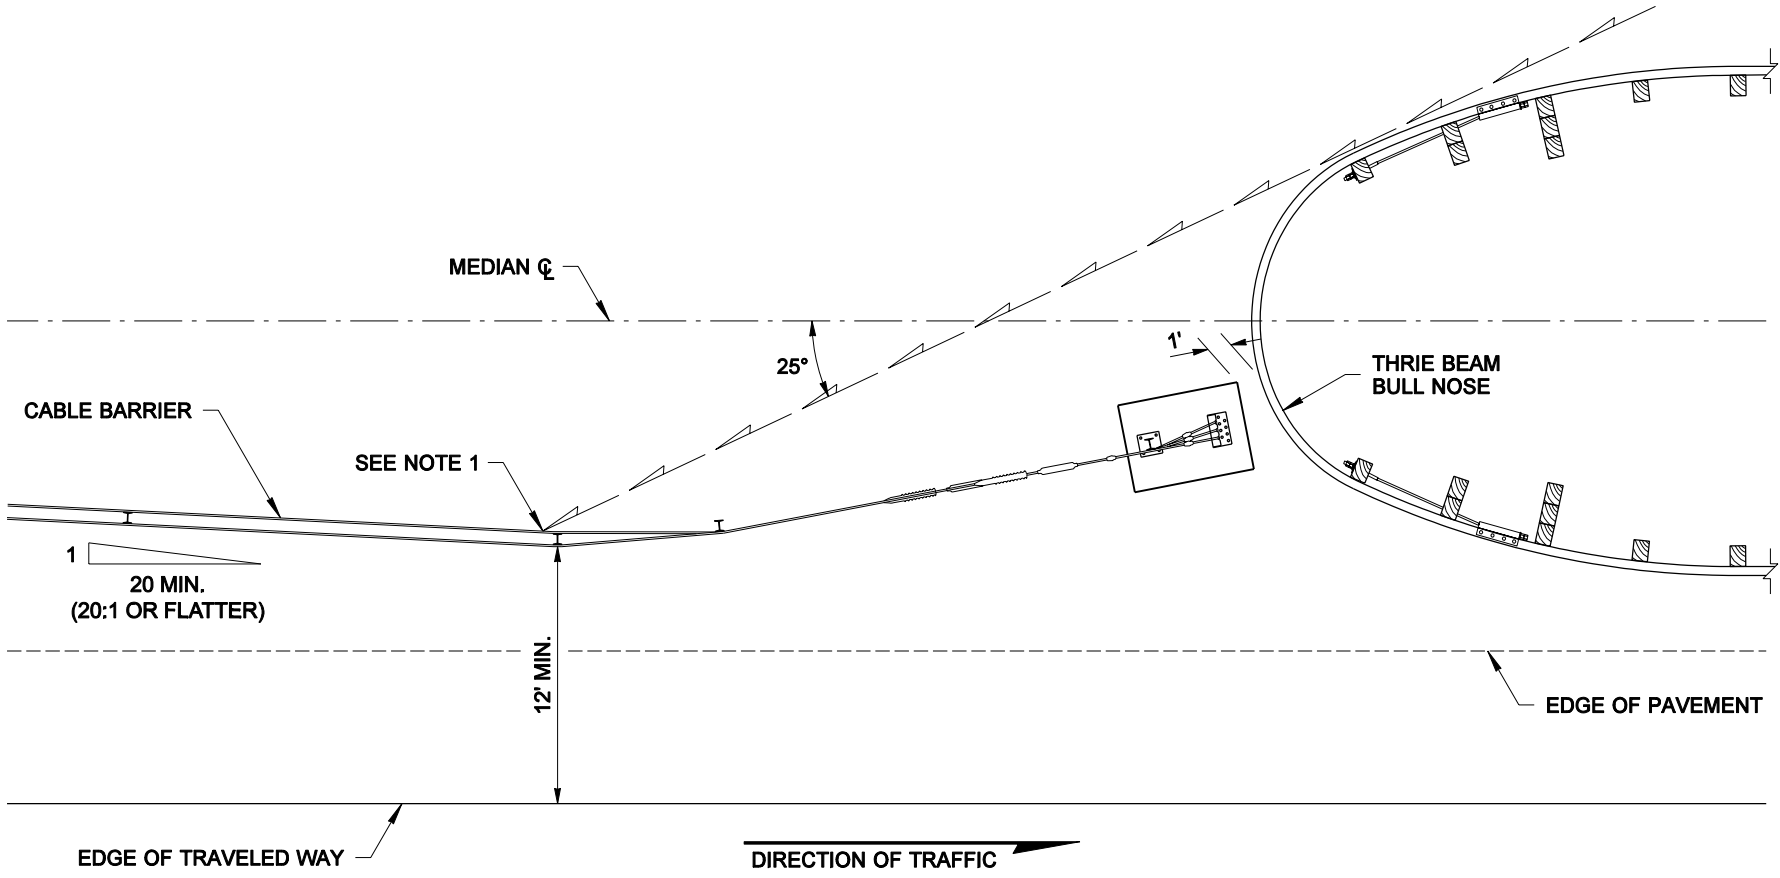 MEDIAN ℄
25°
1'
THRIE BEAM
BULL NOSE
CABLE BARRIER
SEE NOTE 1
1
20 MIN.
(20:1 OR FLATTER)
12' MIN.
EDGE OF PAVEMENT
EDGE OF TRAVELED WAY
DIRECTION OF TRAFFIC